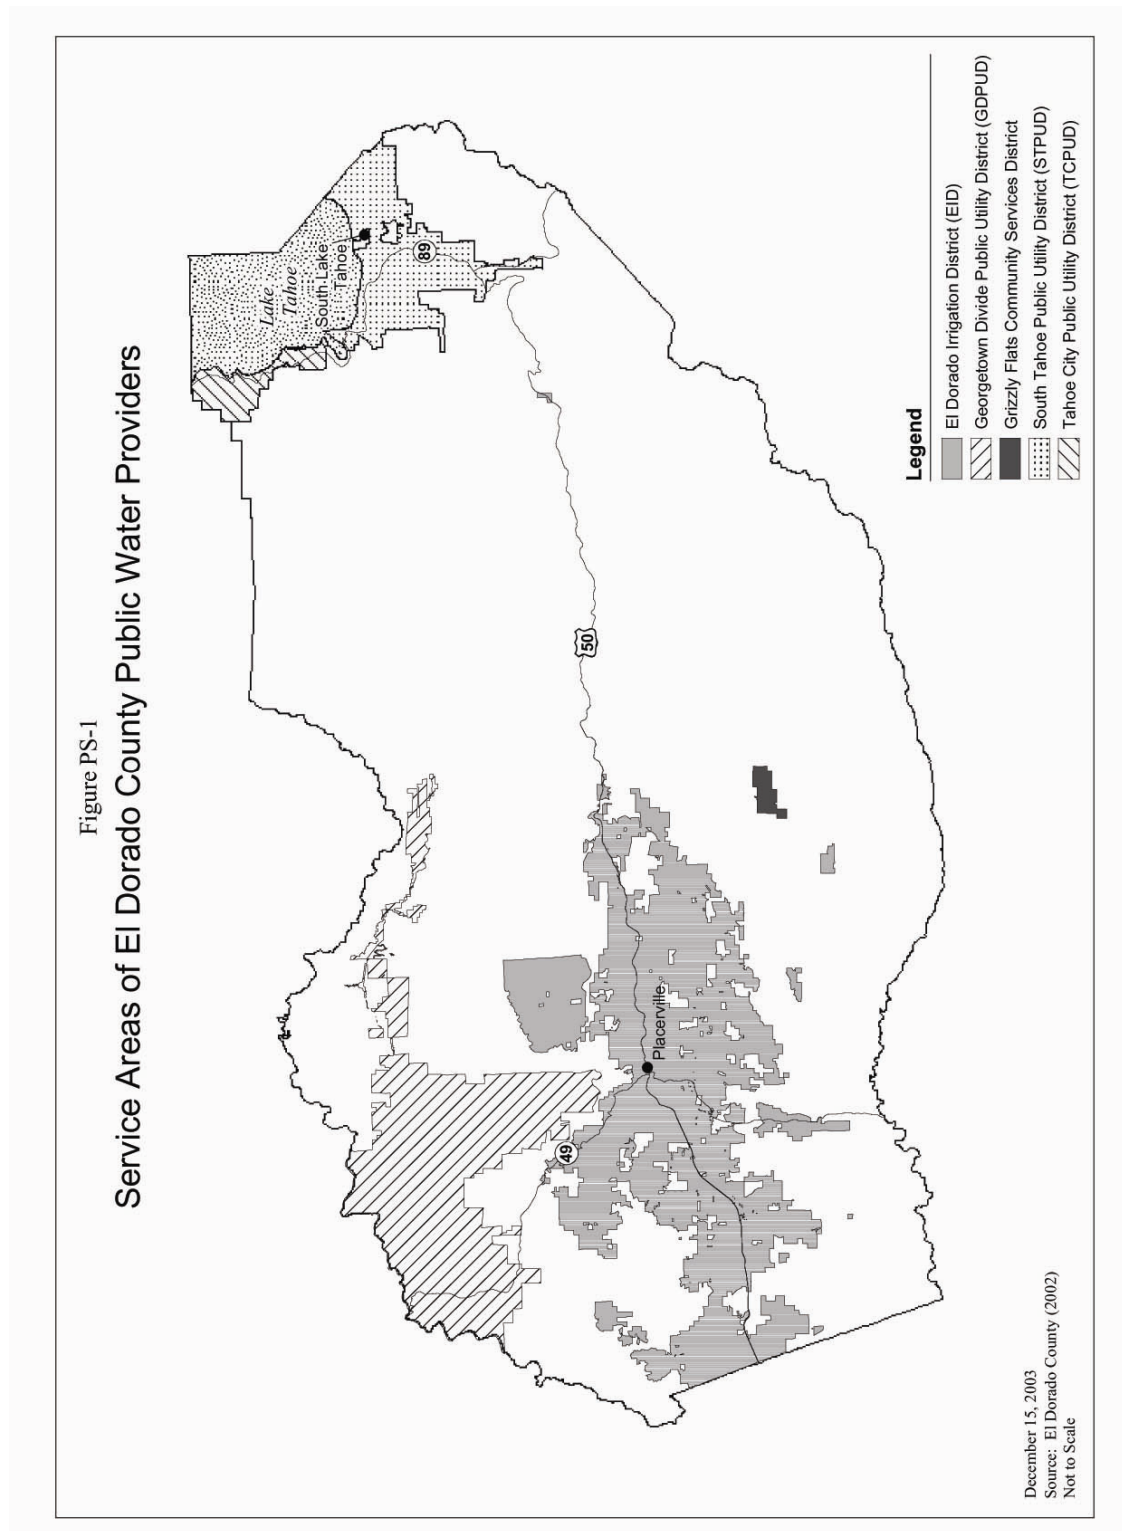 Figure PS-1
Service Areas of El Dorado County Public Water Providers
Lake
Tahoe
South Lake
Tahoe
89
50
49
Placerville
Legend
El Dorado Irrigation District (EID)
Georgetown Divide Public Utility District (GDPUD)
Grizzly Flats Community Services District
South Tahoe Public Utility District (STPUD)
Tahoe City Public Utility District (TCPUD)
December 15, 2003
Source: El Dorado County (2002)
Not to Scale